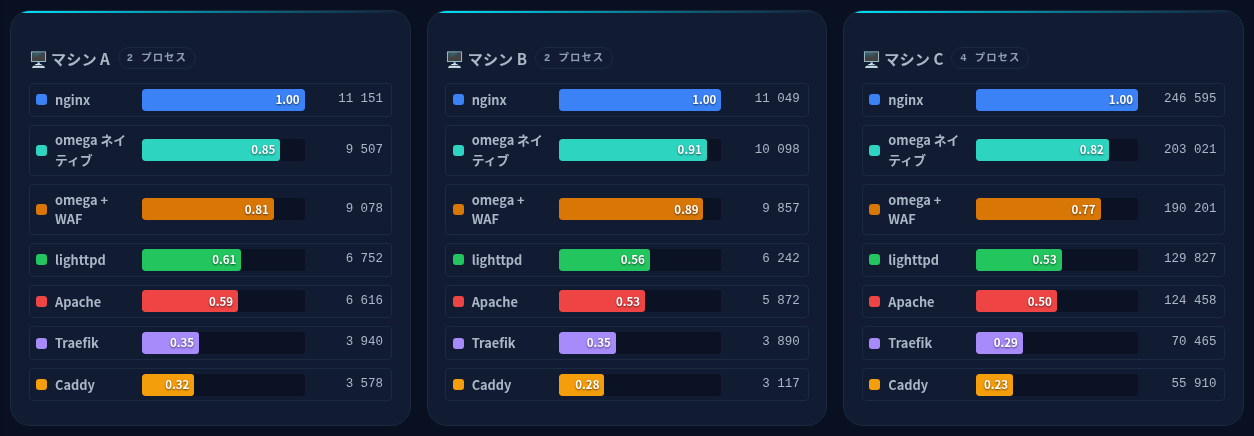 マシン A 2 プロセス
nginx 1.00 11 151
omega ネイ
ティブ 0.85 9 507
omega +
WAF 0.81 9 078
lighttpd 0.61 6 752
Apache 0.59 6 616
Traefik 0.35 3 940
Caddy 0.32 3 578
マシン B 2 プロセス
nginx 1.00 11 049
omega ネイ
ティブ 0.91 10 098
omega +
WAF 0.89 9 857
lighttpd 0.56 6 242
Apache 0.53 5 872
Traefik 0.35 3 890
Caddy 0.28 3 117
マシン C 4 プロセス
nginx 1.00 246 595
omega ネイ
ティブ 0.82 203 021
omega +
WAF 0.77 190 201
lighttpd 0.53 129 827
Apache 0.50 124 458
Traefik 0.29 70 465
Caddy 0.23 55 910